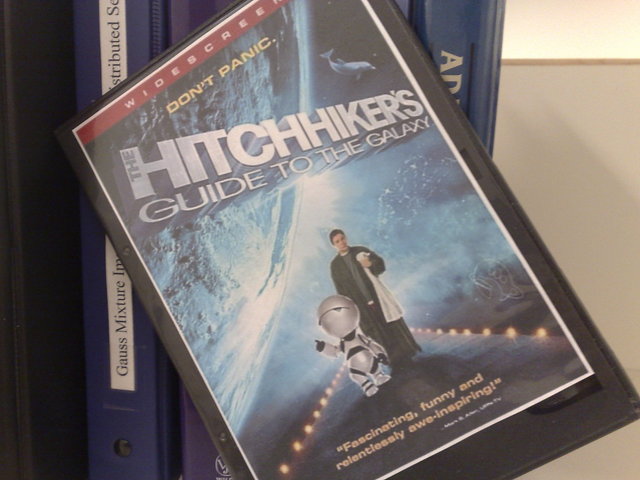 WIDESCREEN
DON'T PANIC.
THE
HITCHHIKER'S
GUIDE TO THE GALAXY
"Fascinating, funny and
relentlessly awe-inspiring!"
Gauss Mixture
stributed Se
AD